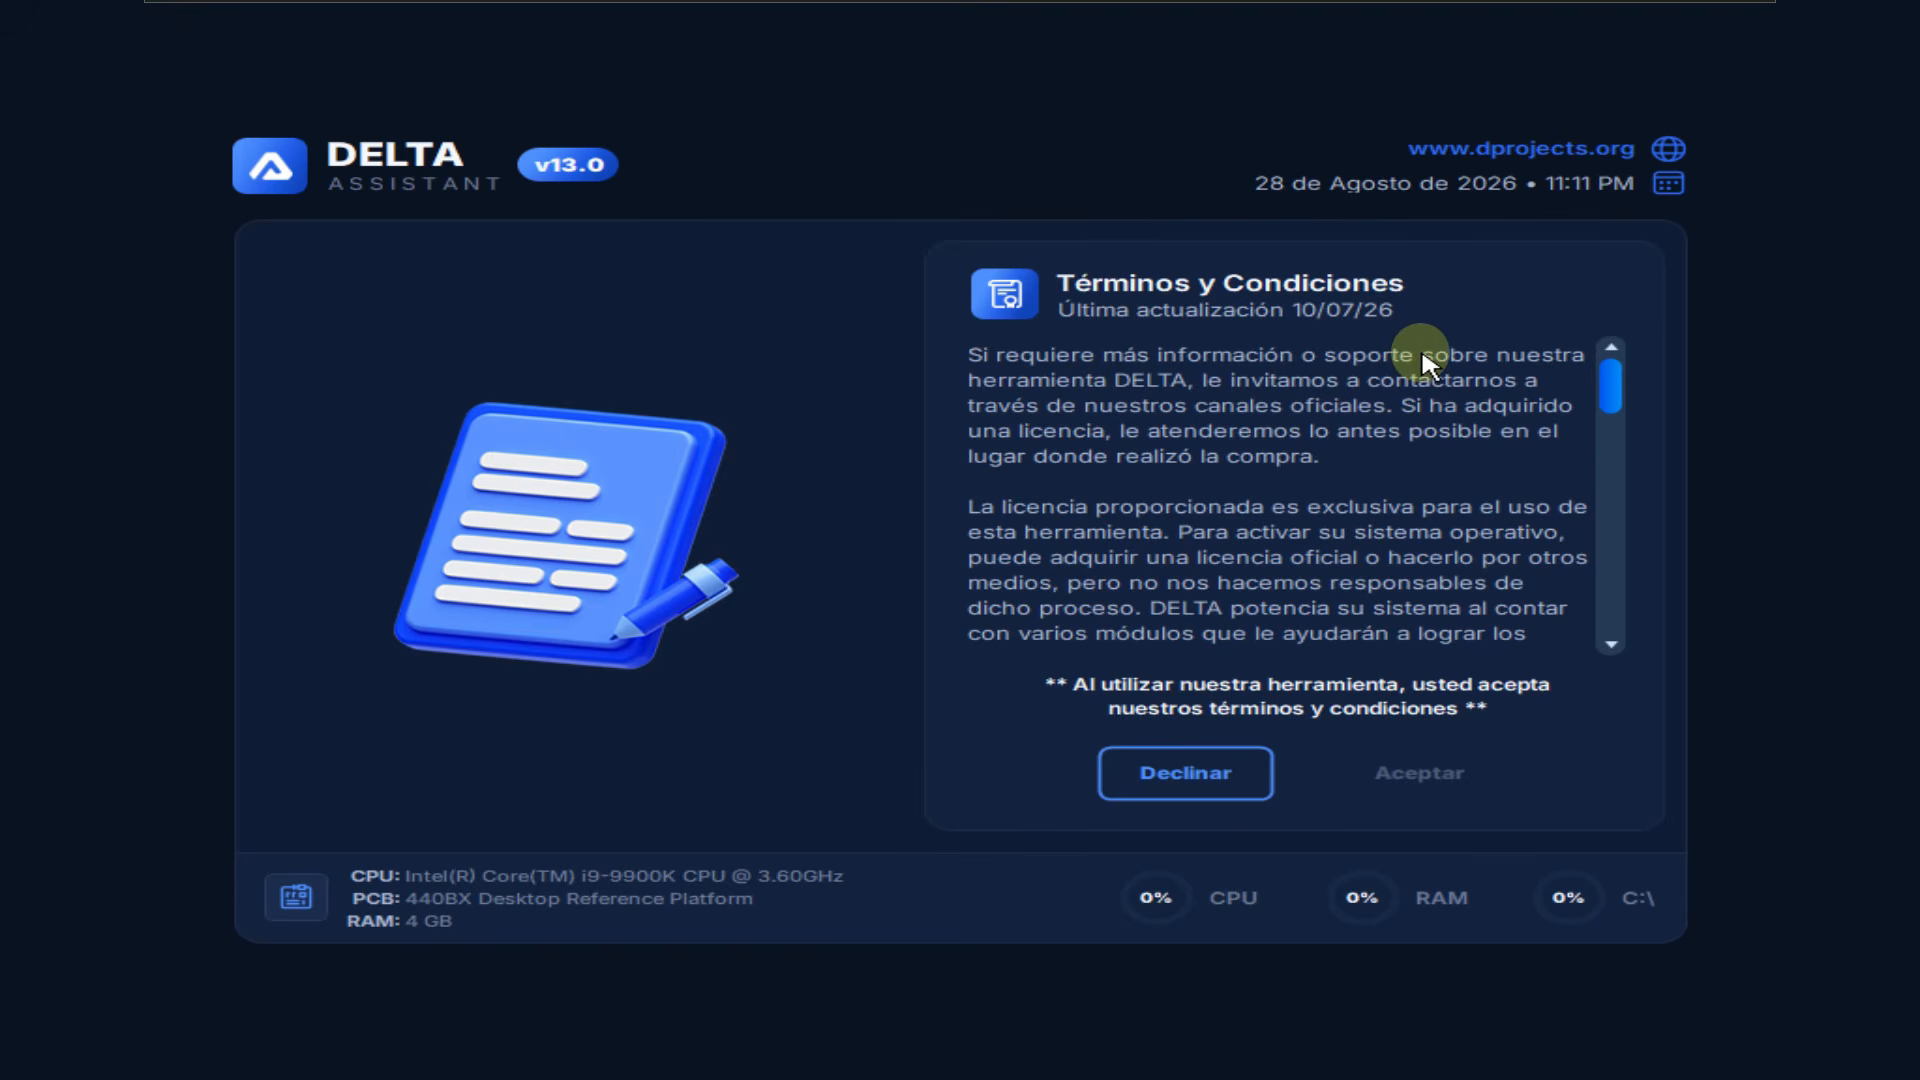 DELTA
ASSISTANT
v13.0
www.dprojects.org
28 de Agosto de 2026 • 11:11 PM
Términos y Condiciones
Última actualización 10/07/26
Si requiere más información o soporte sobre nuestra
herramienta DELTA, le invitamos a contactarnos a
través de nuestros canales oficiales. Si ha adquirido
una licencia, le atenderemos lo antes posible en el
lugar donde realizó la compra.
La licencia proporcionada es exclusiva para el uso de
esta herramienta. Para activar su sistema operativo,
puede adquirir una licencia oficial o hacerlo por otros
medios, pero no nos hacemos responsables de
dicho proceso. DELTA potencia su sistema al contar
con varios módulos que le ayudarán a lograr los
** Al utilizar nuestra herramienta, usted acepta
nuestros términos y condiciones **
Declinar
Aceptar
CPU: Intel(R) Core(TM) i9-9900K CPU @ 3.60GHz
PCB: 440BX Desktop Reference Platform
RAM: 4 GB
0% CPU
0% RAM
0% C:\